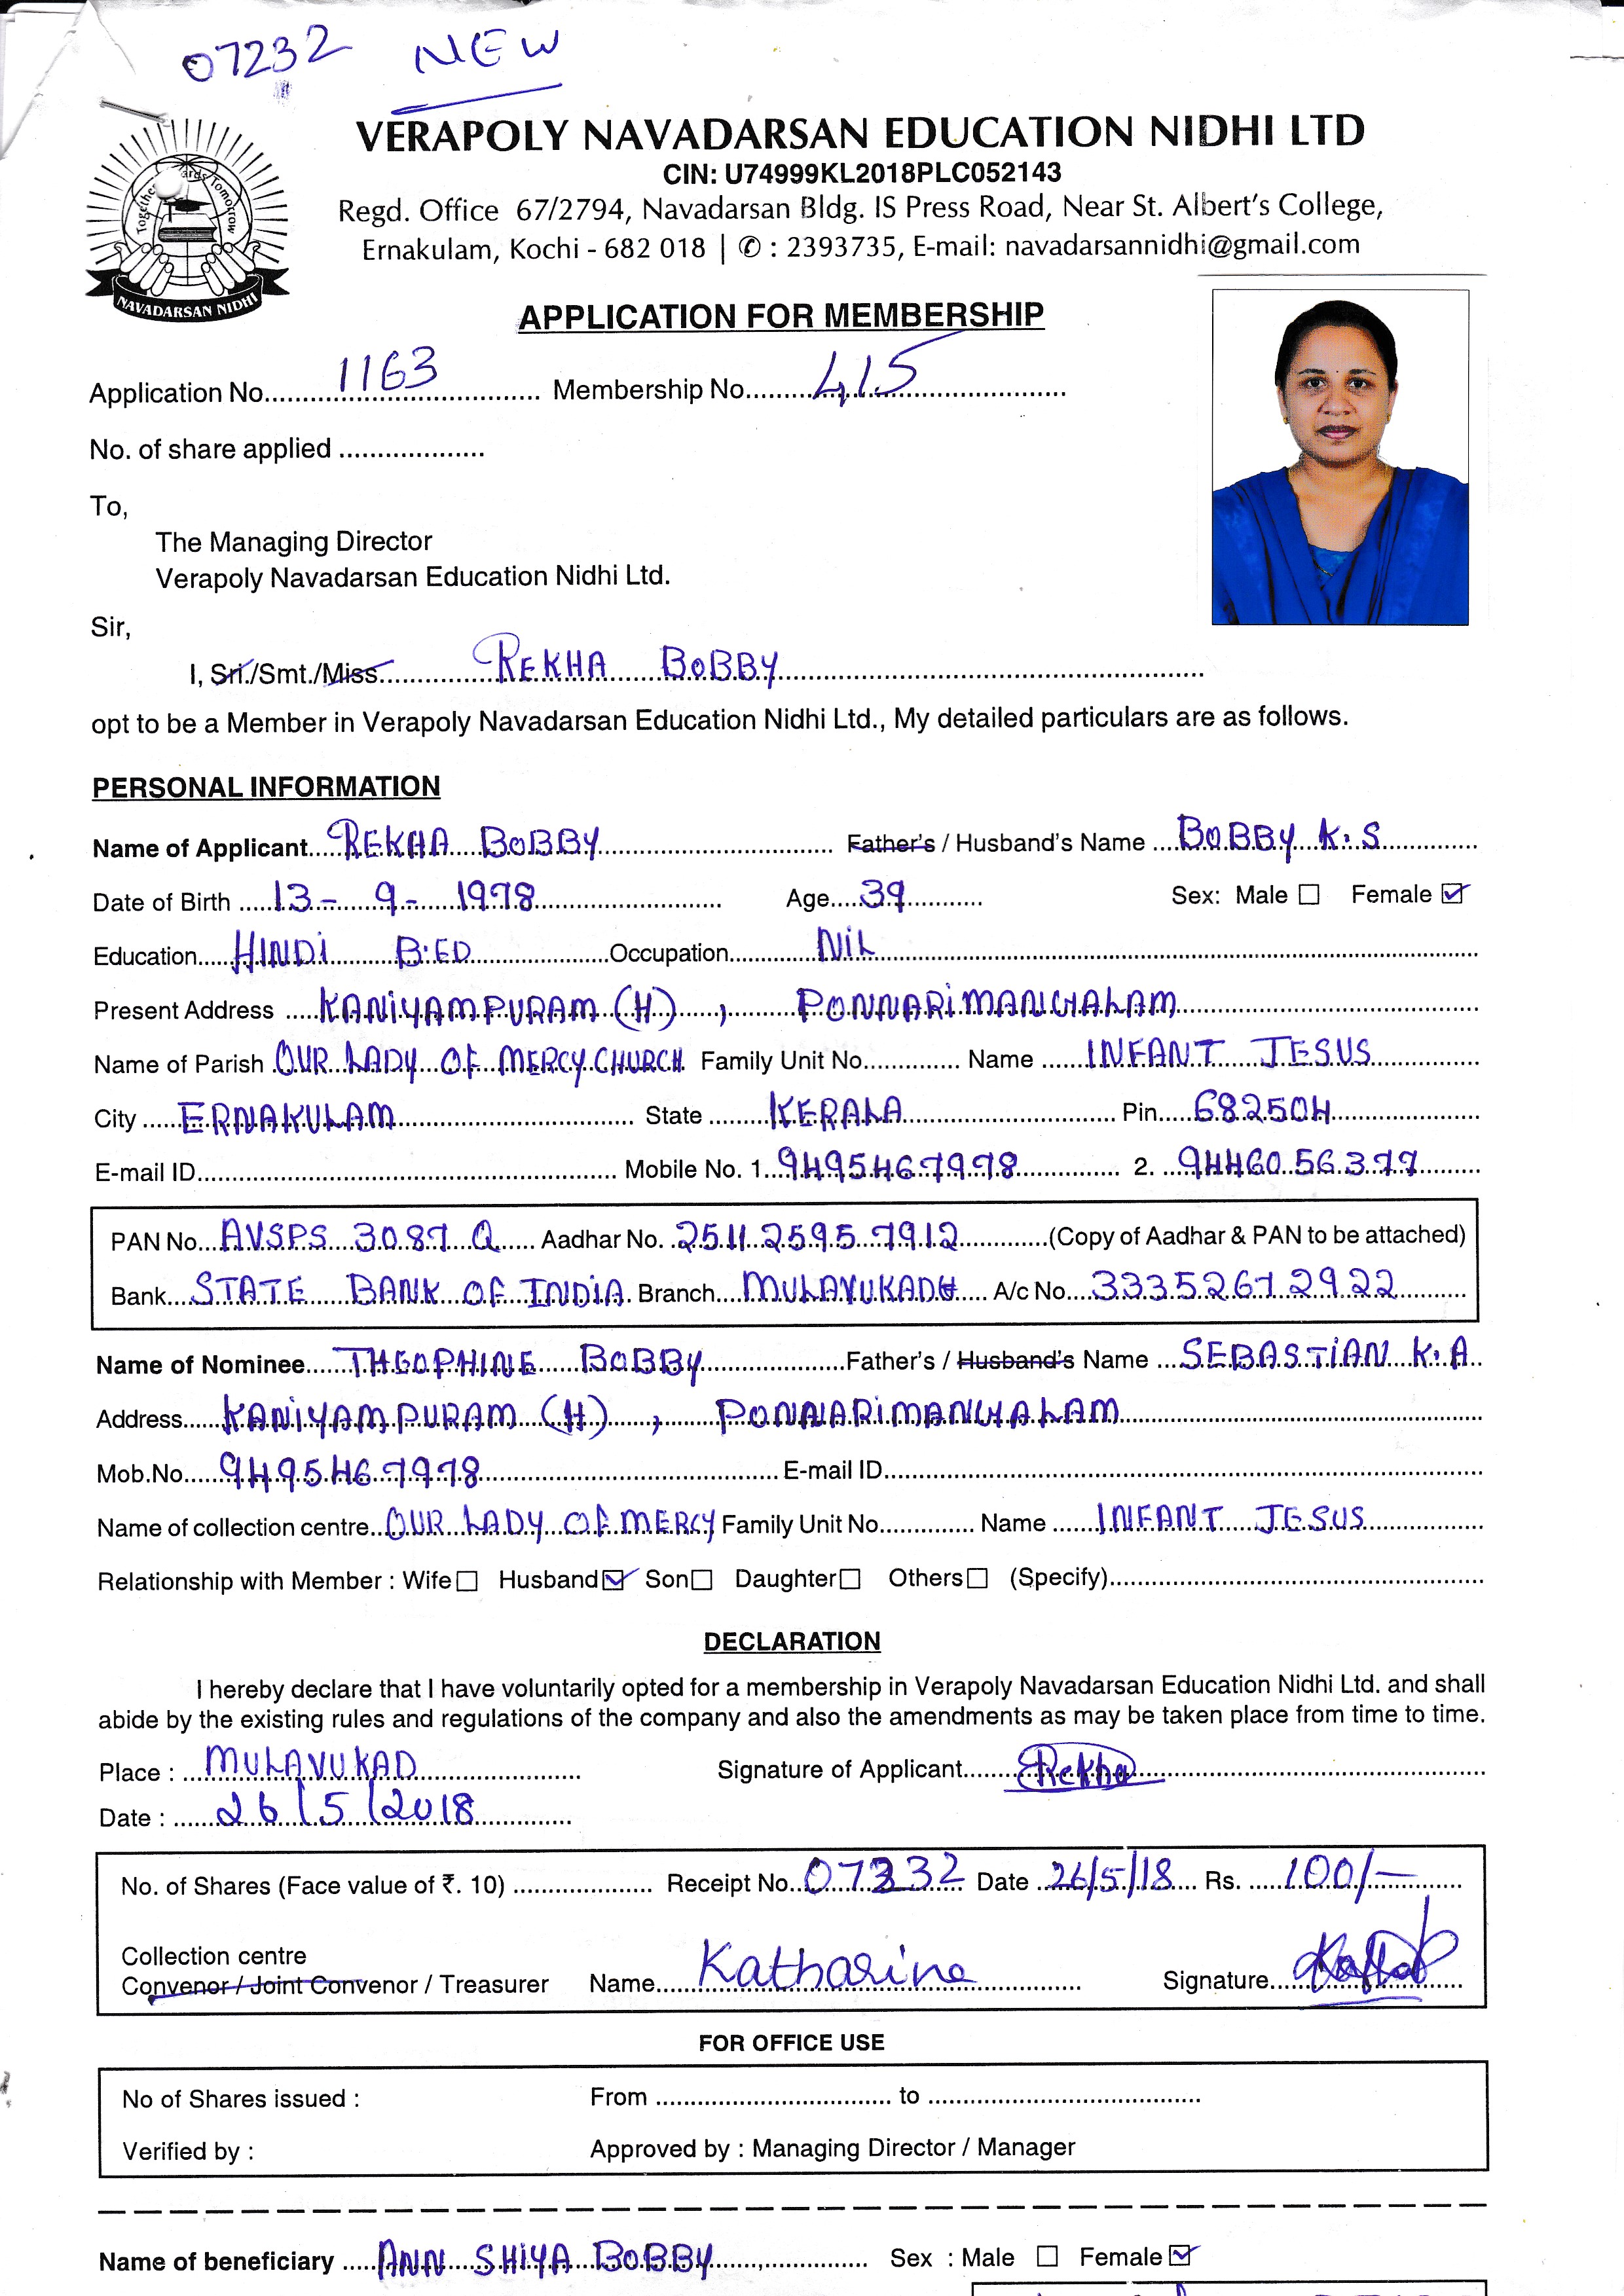 07232 NEW
VERAPOLY NAVADARSAN EDUCATION NIDHI LTD
CIN: U74999KL2018PLC052143
Regd. Office 67/2794, Navadarsan Bldg. IS Press Road, Near St. Albert's College,
Ernakulam, Kochi - 682 018 | ✆ : 2393735, E-mail: navadarsannidhi@gmail.com
Together towards Tomorrow
NAVADARSAN NIDHI
APPLICATION FOR MEMBERSHIP
Application No. 1163 Membership No. 415
No. of share applied
To,
The Managing Director
Verapoly Navadarsan Education Nidhi Ltd.
Sir,
I, Sri./Smt./Miss. REKHA BOBBY
opt to be a Member in Verapoly Navadarsan Education Nidhi Ltd., My detailed particulars are as follows.
PERSONAL INFORMATION
Name of Applicant REKHA BOBBY Father's / Husband's Name BOBBY K.S
Date of Birth 13 - 9 - 1978 Age 39 Sex: Male ☐ Female ☑
Education HINDI B.ED Occupation NIL
Present Address KANIYAMPURAM (H) , PONNARIMANGALAM
Name of Parish OUR LADY OF MERCY CHURCH Family Unit No. Name INFANT JESUS
City ERNAKULAM State KERALA Pin 682504
E-mail ID Mobile No. 1. 9495467978 2. 9446056377
PAN No. AVSPS 3087 Q Aadhar No. 2511 2595 7912 (Copy of Aadhar & PAN to be attached)
Bank STATE BANK OF INDIA Branch MULAVUKAD A/c No. 33352672922
Name of Nominee THEOPHINE BOBBY Father's / Husband's Name SEBASTIAN K.A
Address KANIYAMPURAM (H) , PONNARIMANGALAM
Mob.No. 9495467978 E-mail ID
Name of collection centre OUR LADY OF MERCY Family Unit No. Name INFANT JESUS
Relationship with Member : Wife ☐ Husband ☑ Son ☐ Daughter ☐ Others ☐ (Specify)
DECLARATION
I hereby declare that I have voluntarily opted for a membership in Verapoly Navadarsan Education Nidhi Ltd. and shall
abide by the existing rules and regulations of the company and also the amendments as may be taken place from time to time.
Place : MULAVUKAD Signature of Applicant Rekha
Date : 26/5/2018
No. of Shares (Face value of ₹. 10) Receipt No. 07232 Date 26/5/18 Rs. 100/-
Collection centre
Convenor / Joint Convenor / Treasurer Name Katharine Signature
FOR OFFICE USE
No of Shares issued : From to
Verified by : Approved by : Managing Director / Manager
Name of beneficiary ANN SHIYA BOBBY Sex : Male ☐ Female ☑